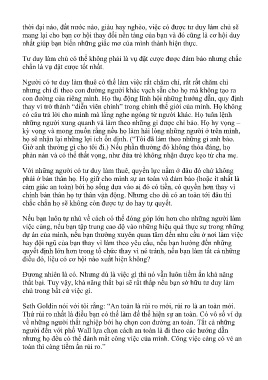 thời đại nào, đất nước nào, giàu hay nghèo, việc có được tư duy làm chủ sẽ
mang lại cho bạn cơ hội thay đổi nền tảng của bạn và đó cũng là cơ hội duy
nhất giúp bạn biến những giấc mơ của mình thành hiện thực.
Tư duy làm chủ có thể không phải là vụ đặt cược được đảm bảo nhưng chắc
chắn là vụ đặt cược tốt nhất.
Người có tư duy làm thuê có thể làm việc rất chăm chỉ, rất rất chăm chỉ
nhưng chỉ đi theo con đường người khác vạch sẵn cho họ mà không tạo ra
con đường của riêng mình. Họ thụ động lĩnh hội những hướng dẫn, quy định
thay vì trở thành "diễn viên chính" trong chính thế giới của mình. Họ không
có câu trả lời cho mình mà lắng nghe ngóng từ người khác. Họ tuân lệnh
những người xung quanh và làm theo những gì được chỉ bảo. Họ hy vọng –
kỳ vọng và mong muốn rằng nếu họ làm hài lòng những người ở trên mình,
họ sẽ nhận lại những lợi ích ổn định. ("Tôi đã làm theo những gì anh bảo.
Giờ anh thưởng gì cho tôi đi.) Nếu phần thưởng đó không thỏa đáng, họ
phàn nàn và có thể thất vọng, như đứa trẻ không nhận được kẹo từ cha mẹ.
Với những người có tư duy làm thuê, quyền lực nằm ở đâu đó chứ không
phải ở bản thân họ. Họ giữ cho mình sự an toàn và đảm bảo (hoặc ít nhất là
cảm giác an toàn) bởi họ sống dựa vào ai đó có tiền, có quyền hơn thay vì
chính bản thân họ tự thân vận động. Nhưng cho dù có an toàn tới đâu thì
chắc chắn họ sẽ không còn được tự do hay tự quyết.
Nếu bạn luôn tự nhủ về cách có thể đóng góp lớn hơn cho những người làm
việc cùng, nếu bạn tập trung cao độ vào những hiệu quả thực sự trong những
dự án của mình, nếu bạn thường xuyên quan tâm đến nhu cầu ở nơi làm việc
hay đội ngũ của bạn thay vì làm theo yêu cầu, nếu bạn hướng đến những
quyết định lớn hơn trong tổ chức thay vì né tránh, nếu bạn làm tất cả những
điều đó, liệu có cơ hội nào xuất hiện không?
Đương nhiên là có. Nhưng dù là việc gì thì nó vẫn luôn tiềm ẩn khả năng
thất bại. Tuy vậy, khả năng thất bại sẽ rất thấp nếu bạn sở hữu tư duy làm chủ
trong bất cứ việc gì.
Seth Goldin nói với tôi rằng: "An toàn là rủi ro mới, rủi ro là an toàn mới.
Thứ rủi ro nhất là điều bạn có thể làm để thể hiện sự an toàn. Có vô số ví dụ
về những người thất nghiệp bởi họ chọn con đường an toàn. Tất cả những
người đến với phố Wall lựa chọn cách an toàn là đi theo các hướng dẫn
nhưng họ đều có thể đánh mất công việc của mình. Công việc càng có vẻ an
toàn thì càng tiềm ẩn rủi ro."